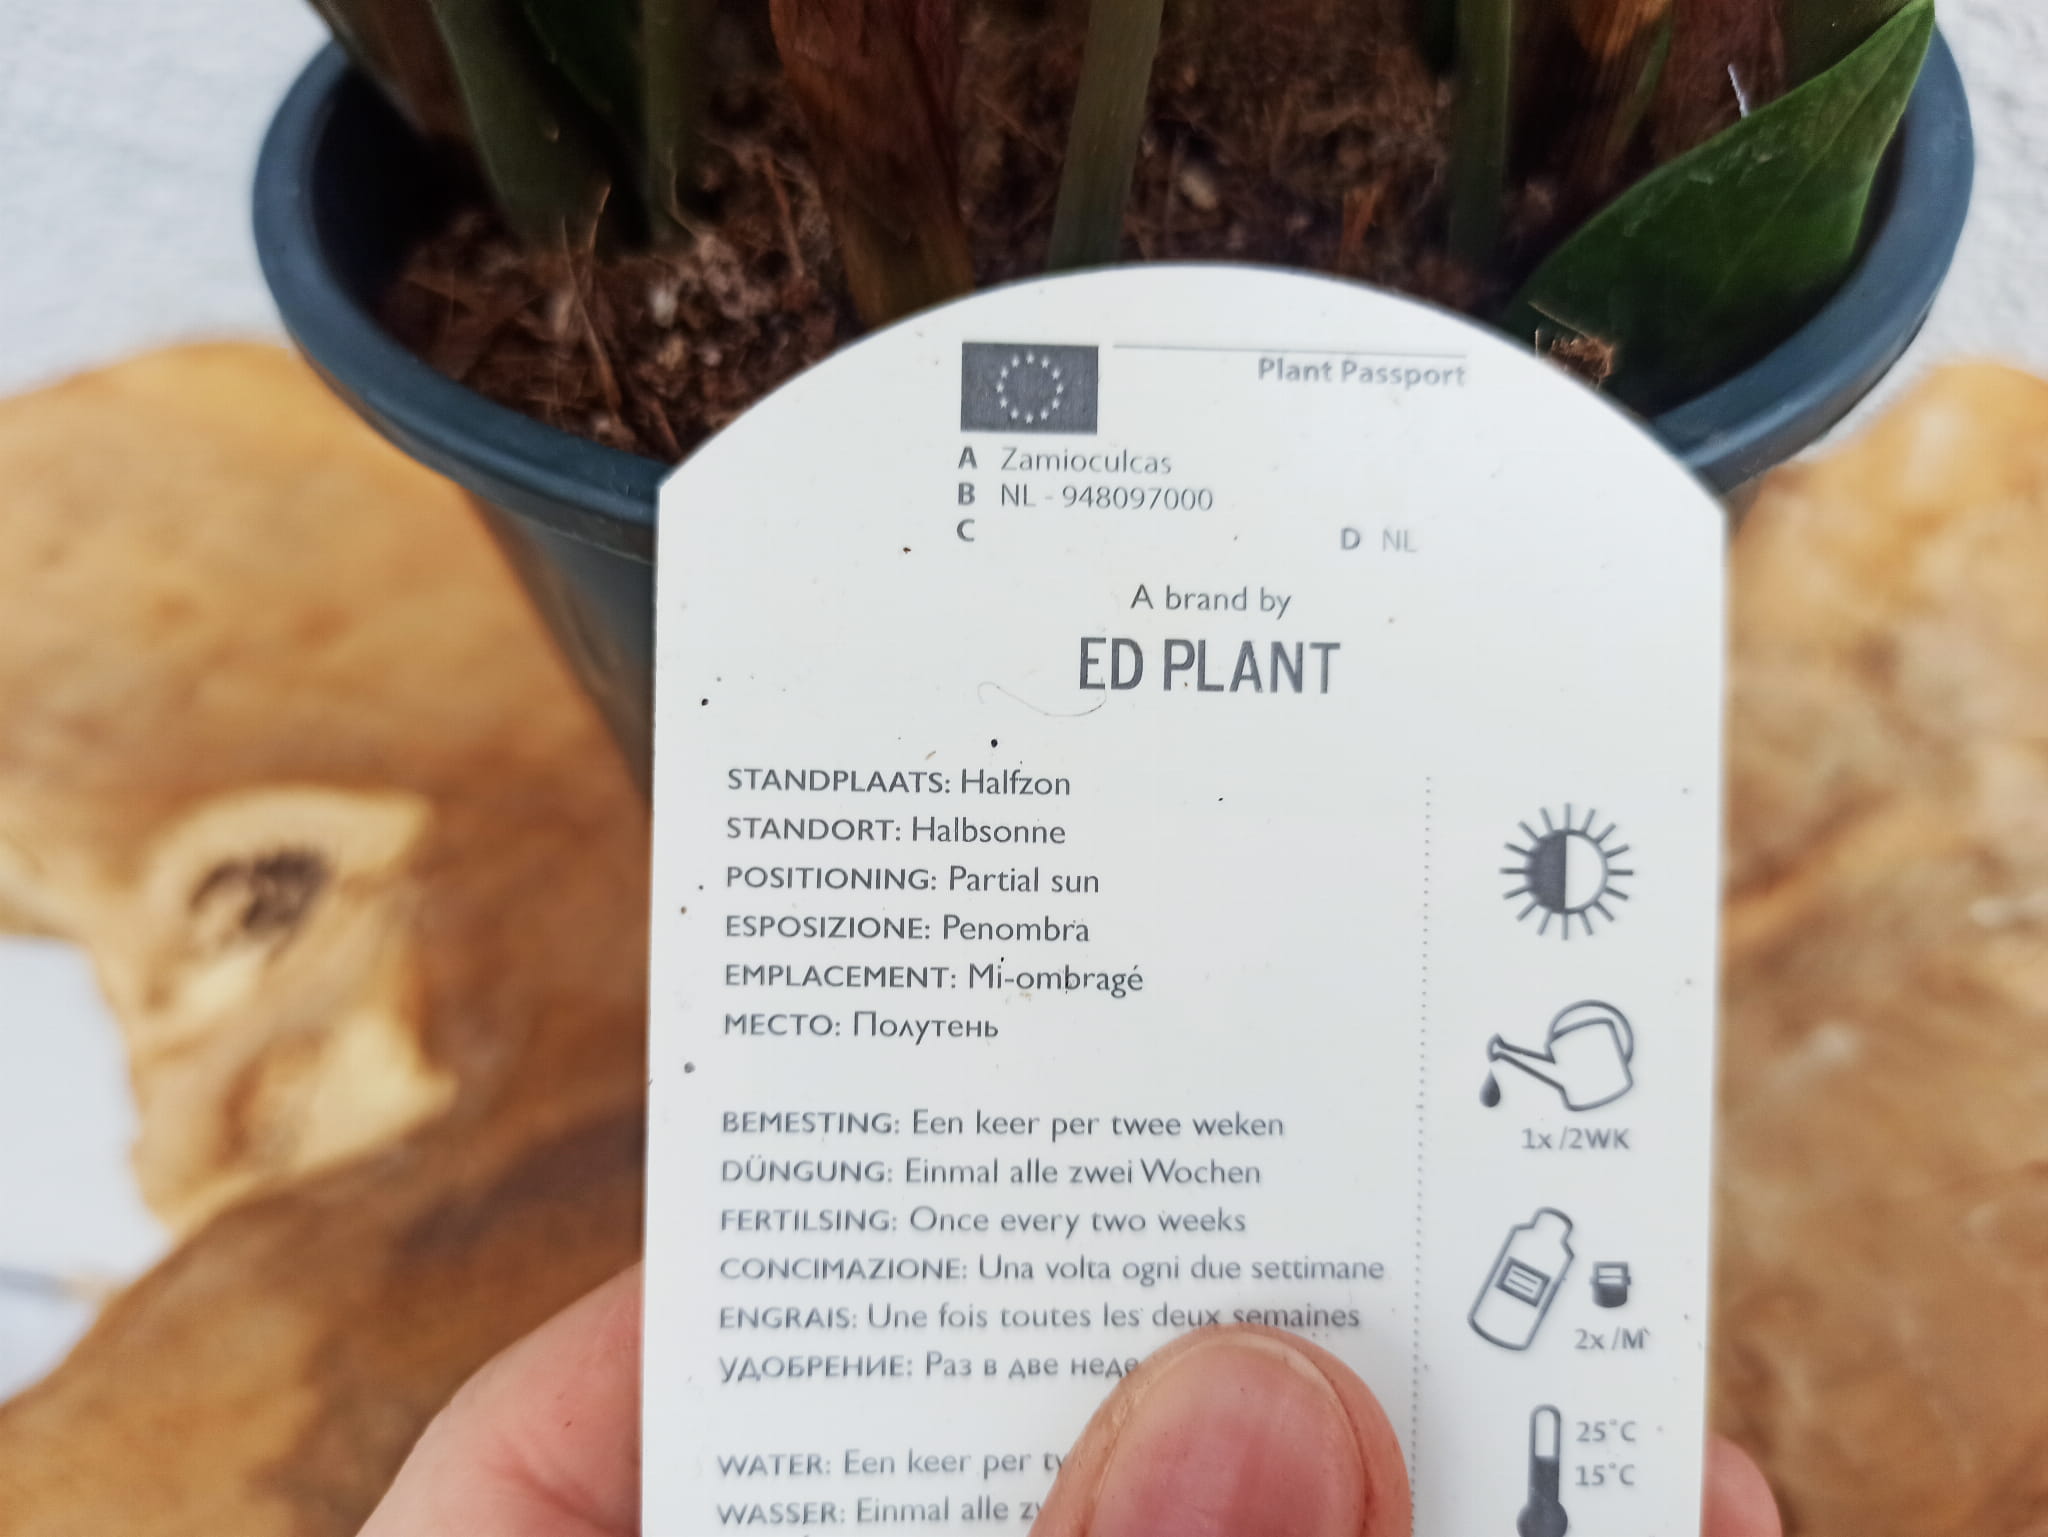 Plant Passport
A Zamioculcas
B NL - 948097000
C
D NL
A brand by
ED PLANT
STANDPLAATS: Halfzon
STANDORT: Halbsonne
POSITIONING: Partial sun
ESPOSIZIONE: Penombra
EMPLACEMENT: Mi-ombragé
МЕСТО: Полутень
BEMESTING: Een keer per twee weken
DÜNGUNG: Einmal alle zwei Wochen
FERTILSING: Once every two weeks
CONCIMAZIONE: Una volta ogni due settimane
ENGRAIS: Une fois toutes les deux semaines
УДОБРЕНИЕ: Раз в две неде
WATER: Een keer per
WASSER: Einmal alle
1x /2WK
2x /M
25°C
15°C